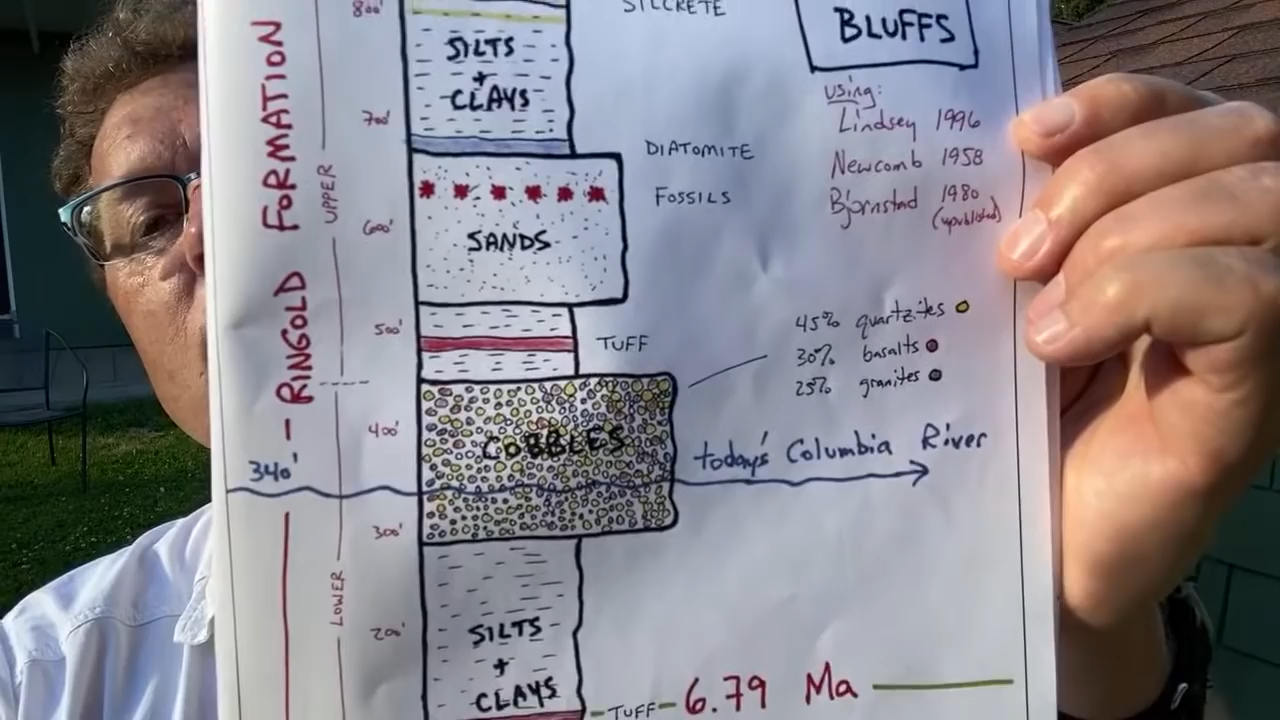 800'
SILCRETE
BLUFFS
SILTS
+
CLAYS
using:
Lindsey 1996
Newcomb 1958
Bjornstad 1980
(unpublished)
700'
DIATOMITE
FOSSILS
600'
SANDS
RINGOLD FORMATION
UPPER
500'
TUFF
45% quartzites
30% basalts
25% granites
400'
COBBLES
today's Columbia River
340'
300'
LOWER
200'
SILTS
+
CLAYS
TUFF 6.79 Ma